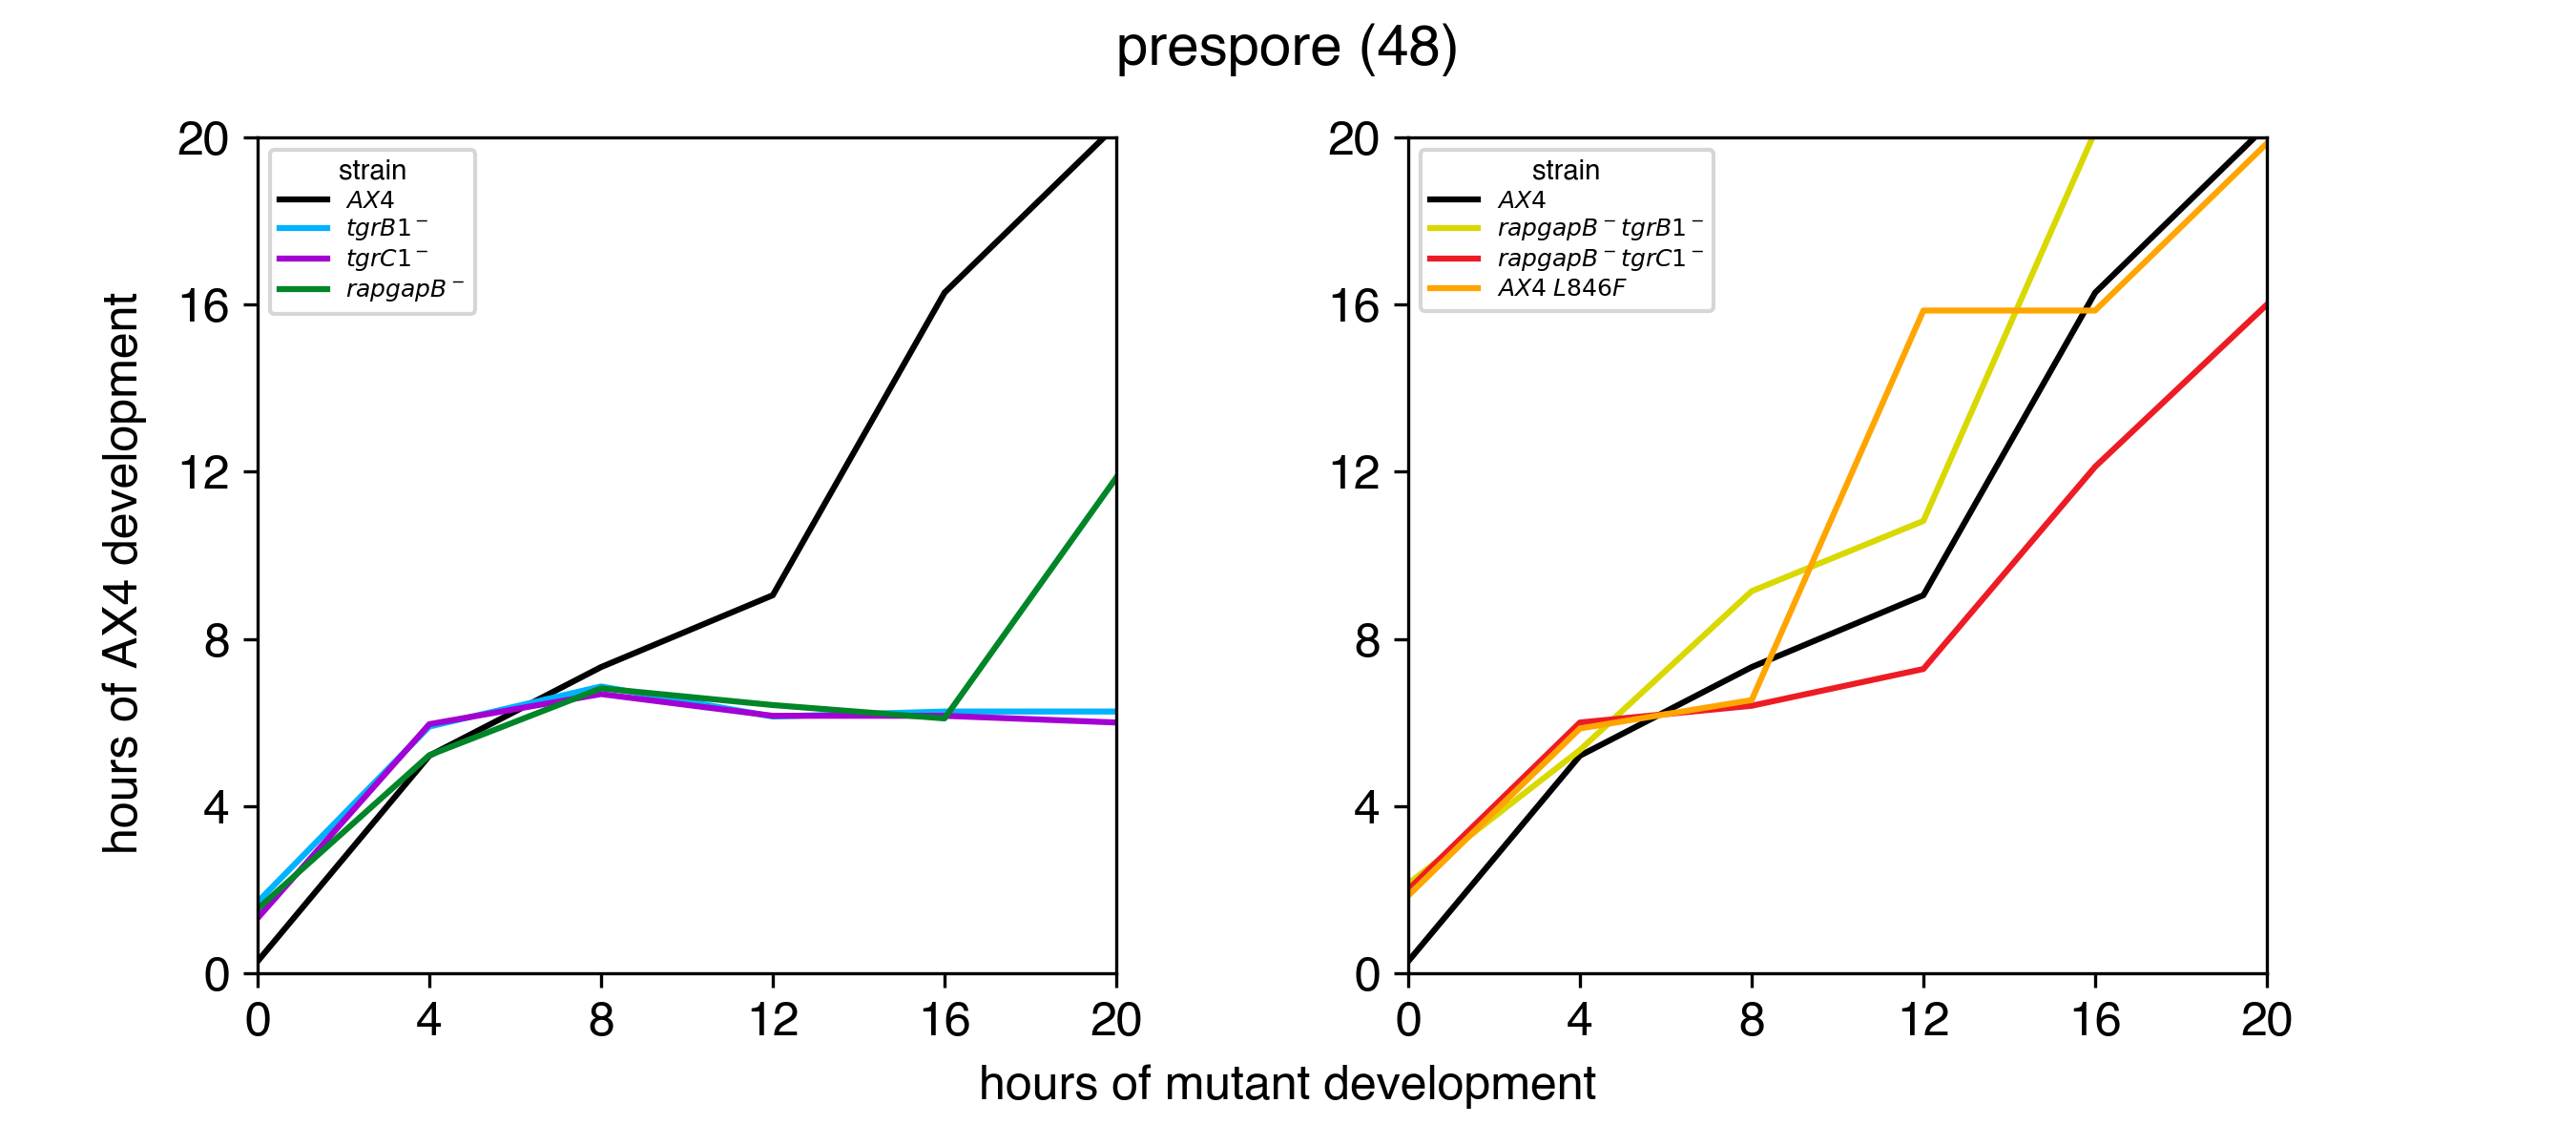 prespore (48)
hours of AX4 development
20
16
12
8
4
0
strain
AX4
tgrB1⁻
tgrC1⁻
rapgapB⁻
0 4 8 12 16 20
20
16
12
8
4
0
strain
AX4
rapgapB⁻tgrB1⁻
rapgapB⁻tgrC1⁻
AX4 L846F
0 4 8 12 16 20
hours of mutant development